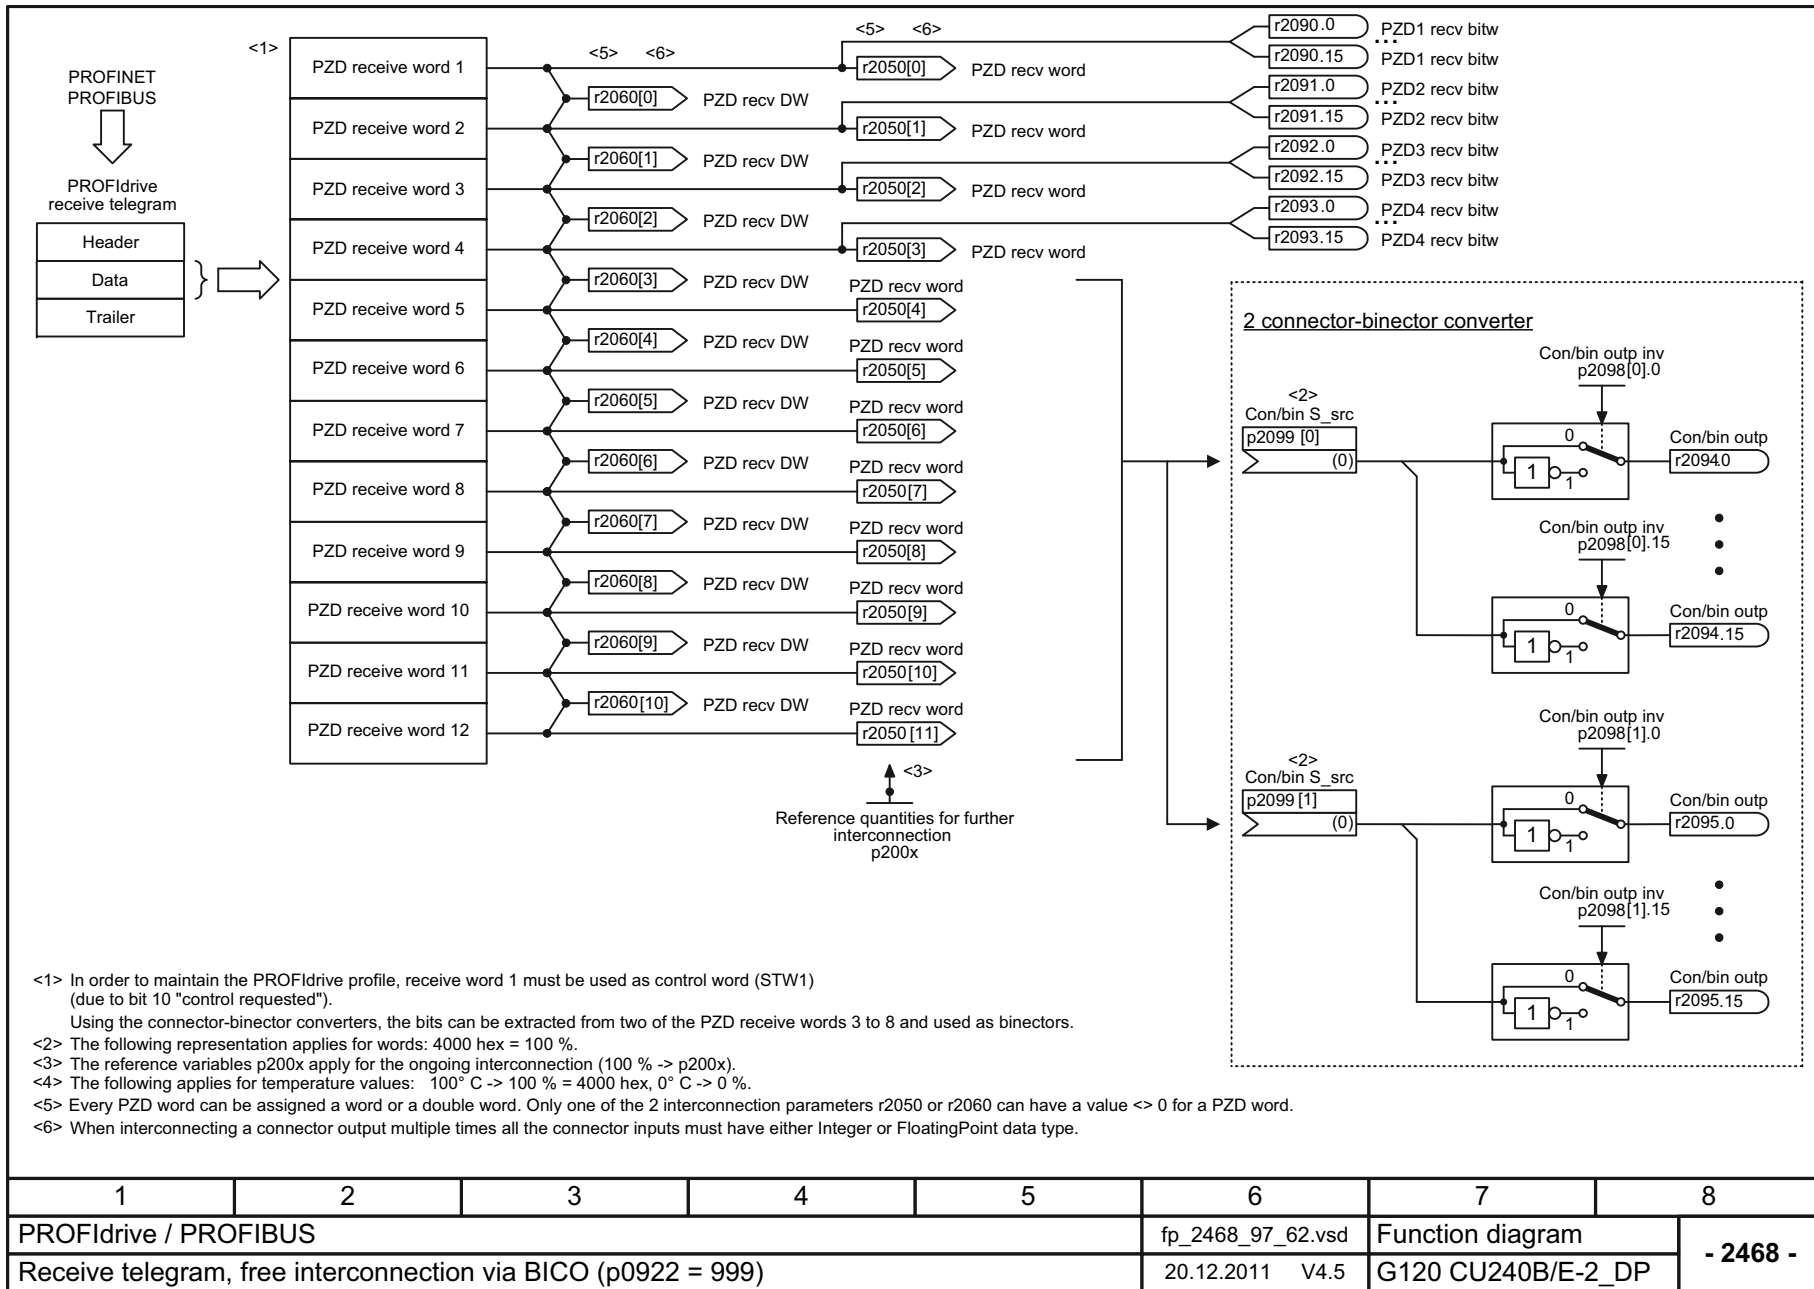 <1>
PROFINET
PROFIBUS
PROFIdrive
receive telegram
Header
Data
Trailer
PZD receive word 1
PZD receive word 2
PZD receive word 3
PZD receive word 4
PZD receive word 5
PZD receive word 6
PZD receive word 7
PZD receive word 8
PZD receive word 9
PZD receive word 10
PZD receive word 11
PZD receive word 12
<5> <6>
r2060[0] PZD recv DW
r2060[1] PZD recv DW
r2060[2] PZD recv DW
r2060[3] PZD recv DW
r2060[4] PZD recv DW
r2060[5] PZD recv DW
r2060[6] PZD recv DW
r2060[7] PZD recv DW
r2060[8] PZD recv DW
r2060[9] PZD recv DW
r2060[10] PZD recv DW
<5> <6>
r2050[0] PZD recv word
r2050[1] PZD recv word
r2050[2] PZD recv word
r2050[3] PZD recv word
PZD recv word
r2050[4]
PZD recv word
r2050[5]
PZD recv word
r2050[6]
PZD recv word
r2050[7]
PZD recv word
r2050[8]
PZD recv word
r2050[9]
PZD recv word
r2050[10]
PZD recv word
r2050 [11]
<3>
Reference quantities for further
interconnection
p200x
r2090.0 PZD1 recv bitw
...
r2090.15 PZD1 recv bitw
r2091.0 PZD2 recv bitw
...
r2091.15 PZD2 recv bitw
r2092.0 PZD3 recv bitw
...
r2092.15 PZD3 recv bitw
r2093.0 PZD4 recv bitw
...
r2093.15 PZD4 recv bitw
2 connector-binector converter
Con/bin outp inv
p2098[0].0
<2>
Con/bin S_src
p2099 [0]
(0)
0
1
1
Con/bin outp
r2094.0
Con/bin outp inv
p2098[0].15
0
1
1
Con/bin outp
r2094.15
Con/bin outp inv
p2098[1].0
<2>
Con/bin S_src
p2099 [1]
(0)
0
1
1
Con/bin outp
r2095.0
Con/bin outp inv
p2098[1].15
0
1
1
Con/bin outp
r2095.15
<1> In order to maintain the PROFIdrive profile, receive word 1 must be used as control word (STW1)
(due to bit 10 "control requested").
Using the connector-binector converters, the bits can be extracted from two of the PZD receive words 3 to 8 and used as binectors.
<2> The following representation applies for words: 4000 hex = 100 %.
<3> The reference variables p200x apply for the ongoing interconnection (100 % -> p200x).
<4> The following applies for temperature values: 100° C -> 100 % = 4000 hex, 0° C -> 0 %.
<5> Every PZD word can be assigned a word or a double word. Only one of the 2 interconnection parameters r2050 or r2060 can have a value <> 0 for a PZD word.
<6> When interconnecting a connector output multiple times all the connector inputs must have either Integer or FloatingPoint data type.
1 2 3 4 5 6 7 8
PROFIdrive / PROFIBUS fp_2468_97_62.vsd Function diagram
- 2468 -
Receive telegram, free interconnection via BICO (p0922 = 999) 20.12.2011 V4.5 G120 CU240B/E-2_DP